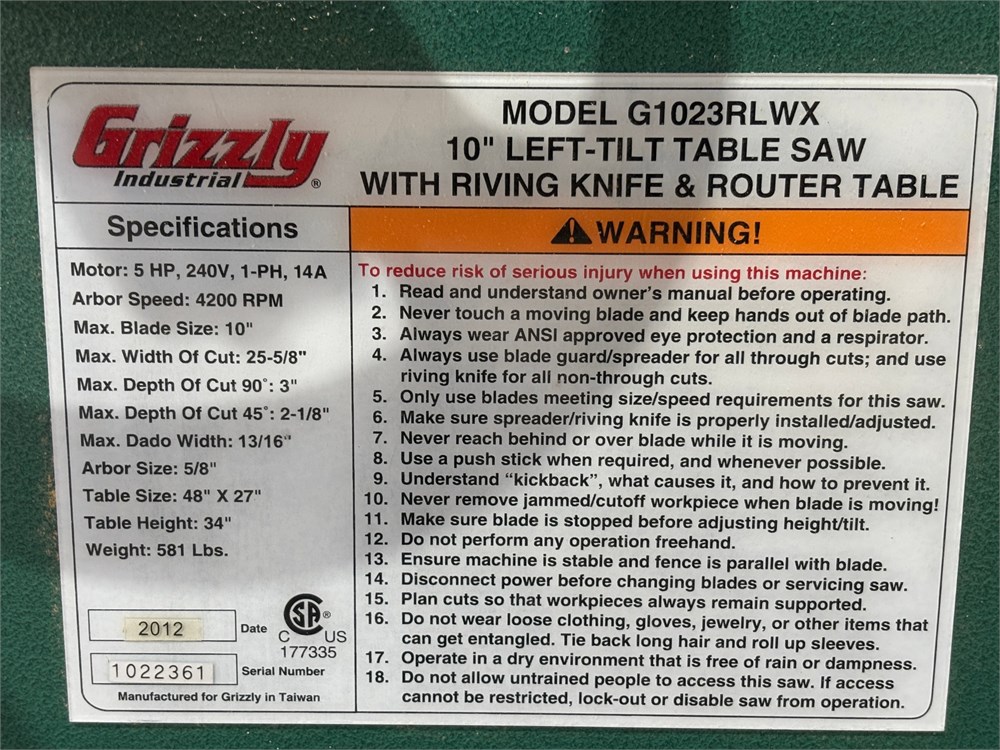 Grizzly
Industrial®
MODEL G1023RLWX
10" LEFT-TILT TABLE SAW
WITH RIVING KNIFE & ROUTER TABLE
Specifications
Motor: 5 HP, 240V, 1-PH, 14A
Arbor Speed: 4200 RPM
Max. Blade Size: 10"
Max. Width Of Cut: 25-5/8"
Max. Depth Of Cut 90°: 3"
Max. Depth Of Cut 45°: 2-1/8"
Max. Dado Width: 13/16"
Arbor Size: 5/8"
Table Size: 48" X 27"
Table Height: 34"
Weight: 581 Lbs.
2012 Date
1022361 Serial Number
C SA® US
177335
Manufactured for Grizzly in Taiwan
WARNING!
To reduce risk of serious injury when using this machine:
1. Read and understand owner's manual before operating.
2. Never touch a moving blade and keep hands out of blade path.
3. Always wear ANSI approved eye protection and a respirator.
4. Always use blade guard/spreader for all through cuts; and use
riving knife for all non-through cuts.
5. Only use blades meeting size/speed requirements for this saw.
6. Make sure spreader/riving knife is properly installed/adjusted.
7. Never reach behind or over blade while it is moving.
8. Use a push stick when required, and whenever possible.
9. Understand "kickback", what causes it, and how to prevent it.
10. Never remove jammed/cutoff workpiece when blade is moving!
11. Make sure blade is stopped before adjusting height/tilt.
12. Do not perform any operation freehand.
13. Ensure machine is stable and fence is parallel with blade.
14. Disconnect power before changing blades or servicing saw.
15. Plan cuts so that workpieces always remain supported.
16. Do not wear loose clothing, gloves, jewelry, or other items that
can get entangled. Tie back long hair and roll up sleeves.
17. Operate in a dry environment that is free of rain or dampness.
18. Do not allow untrained people to access this saw. If access
cannot be restricted, lock-out or disable saw from operation.